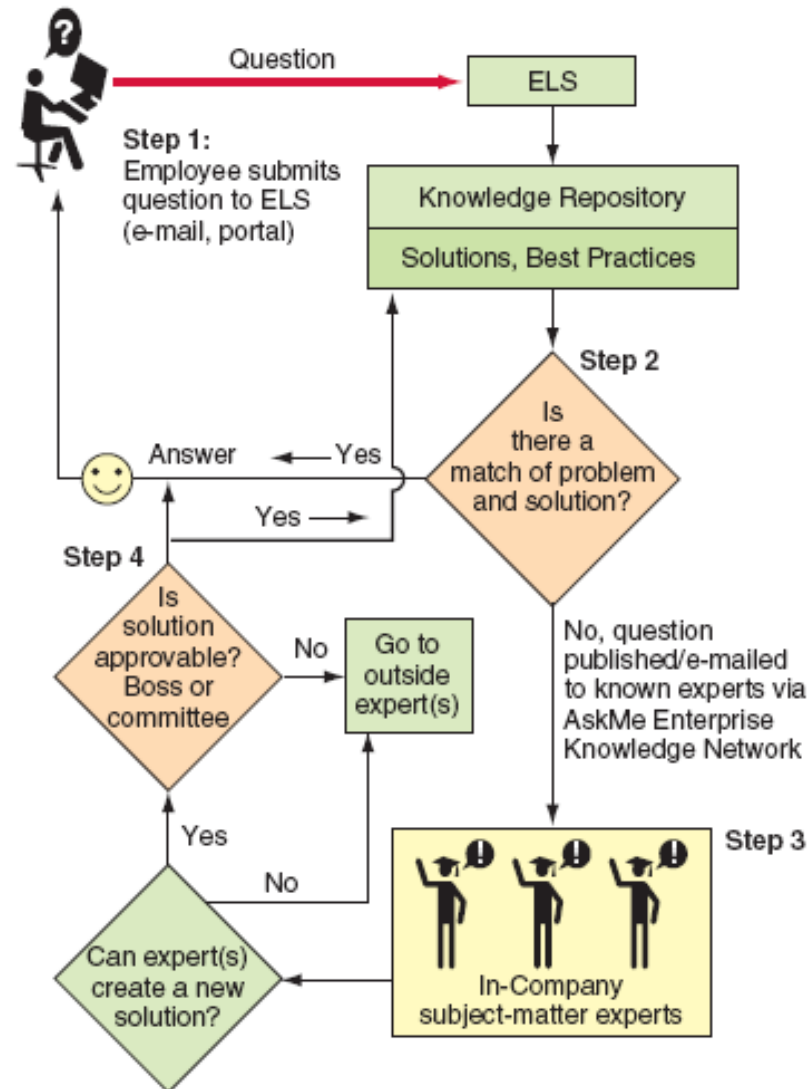 ?
Question
ELS
Step 1:
Employee submits
question to ELS
(e-mail, portal)
Knowledge Repository
Solutions, Best Practices
Step 2
Is
there a
match of problem
and solution?
Answer
Yes
Yes
Step 4
Is
solution
approvable?
Boss or
committee
No
Go to
outside
expert(s)
No, question
published/e-mailed
to known experts via
AskMe Enterprise
Knowledge Network
Step 3
! ! !
In-Company
subject-matter experts
Yes
No
Can expert(s)
create a new
solution?